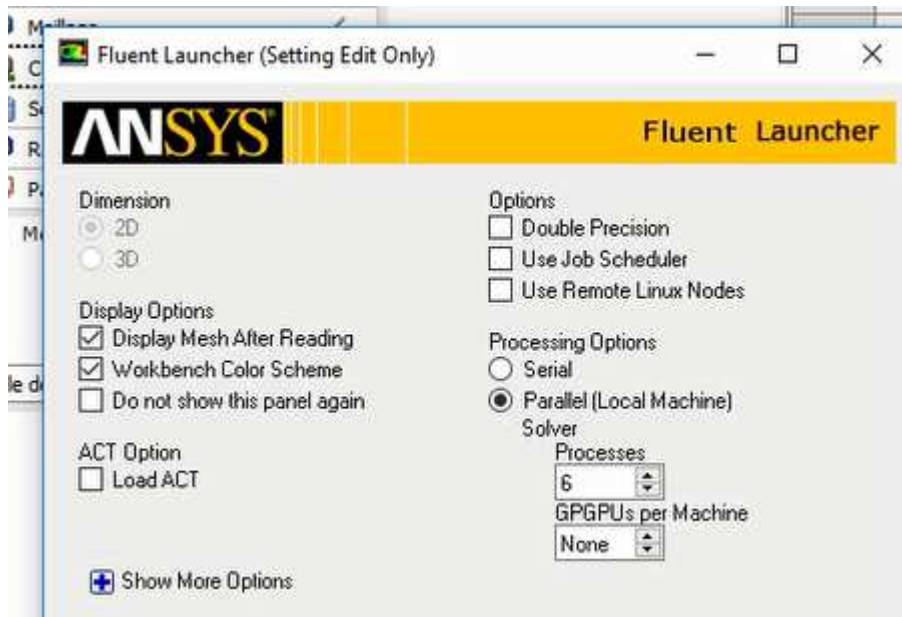 Fluent Launcher (Setting Edit Only)
ANSYS
Fluent Launcher
Dimension
2D
3D
Display Options
Display Mesh After Reading
Workbench Color Scheme
Do not show this panel again
ACT Option
Load ACT
Show More Options
Options
Double Precision
Use Job Scheduler
Use Remote Linux Nodes
Processing Options
Serial
Parallel (Local Machine)
Solver
Processes
6
GPGPUs per Machine
None